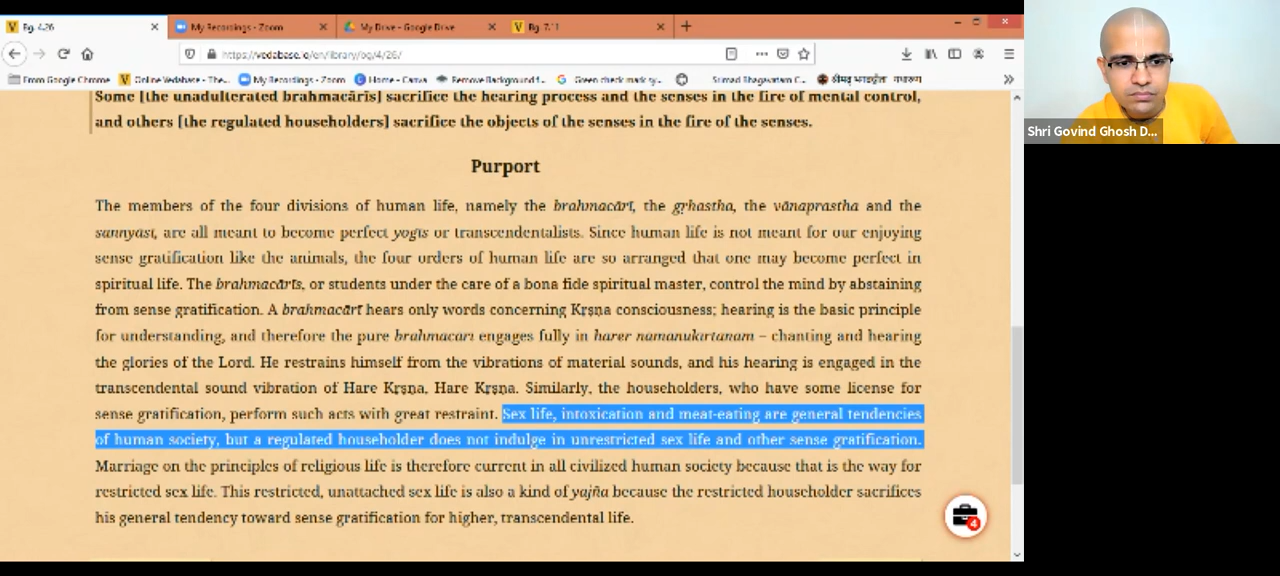 Bg. 4.26
My Recordings - Zoom
My Drive - Google Drive
Bg. 7.11
https://vedabase.io/en/library/bg/4/26/
From Google Chrome
Online Vedabase - The...
My Recordings - Zoom
Home - Canva
Remove Background f...
Green check mark sy...
Srimad Bhagavatam C...
Some [the unadulterated brahmacārīs] sacrifice the hearing process and the senses in the fire of mental control,
and others [the regulated householders] sacrifice the objects of the senses in the fire of the senses.
Purport
The members of the four divisions of human life, namely the brahmacārī, the gṛhastha, the vānaprastha and the
sannyāsī, are all meant to become perfect yogīs or transcendentalists. Since human life is not meant for our enjoying
sense gratification like the animals, the four orders of human life are so arranged that one may become perfect in
spiritual life. The brahmacārīs, or students under the care of a bona fide spiritual master, control the mind by abstaining
from sense gratification. A brahmacārī hears only words concerning Kṛṣṇa consciousness; hearing is the basic principle
for understanding, and therefore the pure brahmacārī engages fully in harer nāmānukīrtanam – chanting and hearing
the glories of the Lord. He restrains himself from the vibrations of material sounds, and his hearing is engaged in the
transcendental sound vibration of Hare Kṛṣṇa, Hare Kṛṣṇa. Similarly, the householders, who have some license for
sense gratification, perform such acts with great restraint. Sex life, intoxication and meat-eating are general tendencies
of human society, but a regulated householder does not indulge in unrestricted sex life and other sense gratification.
Marriage on the principles of religious life is therefore current in all civilized human society because that is the way for
restricted sex life. This restricted, unattached sex life is also a kind of yajña because the restricted householder sacrifices
his general tendency toward sense gratification for higher, transcendental life.
4
Shri Govind Ghosh D...